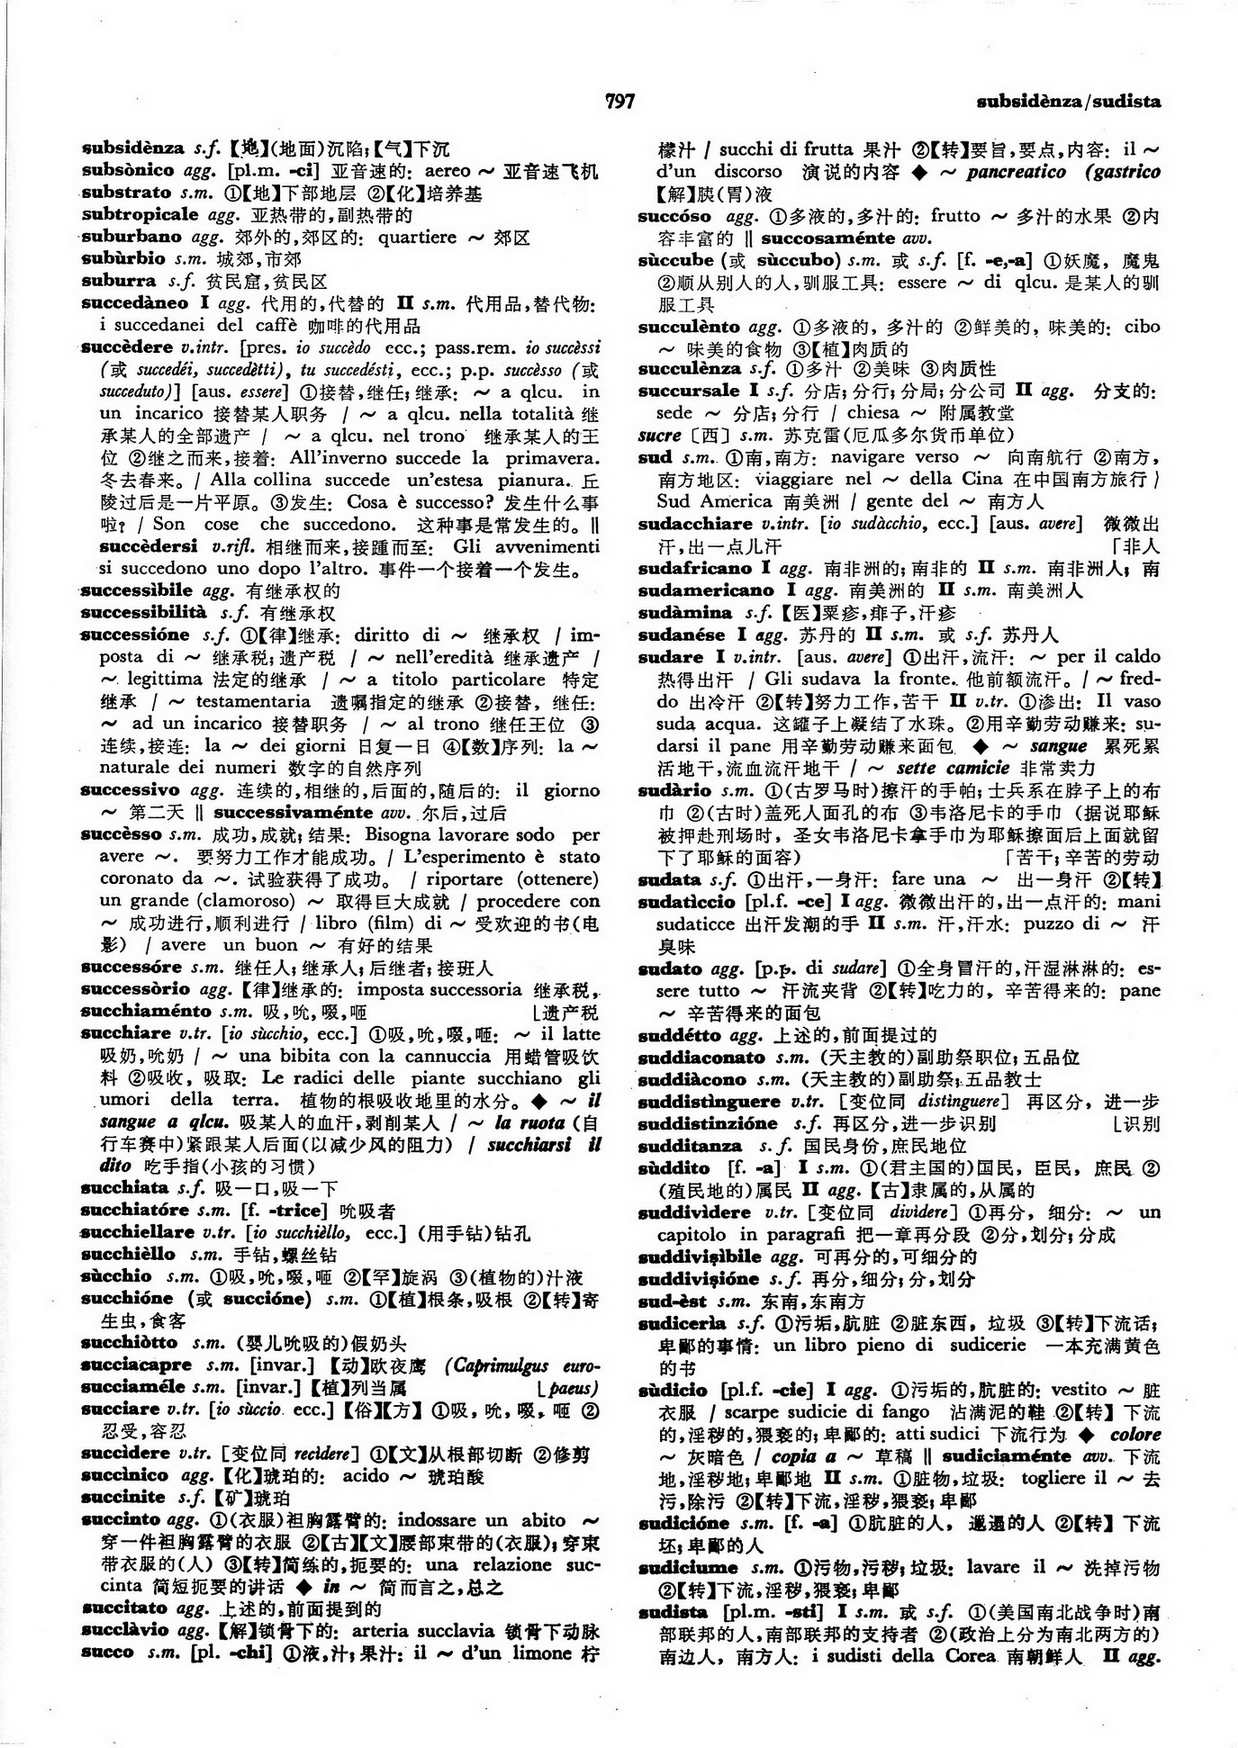 797
subsidènza/sudista
subsidènza s.f.【地】(地面)沉陷;【气】下沉
subsònico agg. [pl.m. -ci] 亚音速的: aereo ~ 亚音速飞机
substrato s.m. ①【地】下部地层 ②【化】培养基
subtropicale agg. 亚热带的,副热带的
suburbano agg. 郊外的,郊区的: quartiere ~ 郊区
subùrbio s.m. 城郊,市郊
suburra s.f. 贫民窟,贫民区
succedàneo I agg. 代用的,代替的 II s.m. 代用品,替代物:
i succedanei del caffè 咖啡的代用品
succèdere v.intr. [pres. io succèdo ecc.; pass.rem. io succèssi
(或 succedéi, succedètti), tu succedésti, ecc.; p.p. succèsso (或
succeduto)] [aus. essere] ①接替,继任;继承: ~ a qlcu. in
un incarico 接替某人职务 / ~ a qlcu. nella totalità 继
承某人的全部遗产 / ~ a qlcu. nel trono 继承某人的王
位 ②继之而来,接着: All'inverno succede la primavera.
冬去春来。/ Alla collina succede un'estesa pianura. 丘
陵过后是一片平原。③发生: Cosa è successo? 发生什么事
啦? / Son cose che succedono. 这种事是常发生的。‖
succèdersi v.rifl. 相继而来,接踵而至: Gli avvenimenti
si succedono uno dopo l'altro. 事件一个接着一个发生。
successìbile agg. 有继承权的
successibilità s.f. 有继承权
successióne s.f. ①【律】继承: diritto di ~ 继承权 / im-
posta di ~ 继承税;遗产税 / ~ nell'eredità 继承遗产 /
~ legittima 法定的继承 / ~ a titolo particolare 特定
继承 / ~ testamentaria 遗嘱指定的继承 ②接替,继任:
~ ad un incarico 接替职务 / ~ al trono 继任王位 ③
连续,接连: la ~ dei giorni 日复一日 ④【数】序列: la ~
naturale dei numeri 数字的自然序列
successivo agg. 连续的,相继的,后面的,随后的: il giorno
~ 第二天 ‖ successivaménte avv. 尔后,过后
succèsso s.m. 成功,成就;结果: Bisogna lavorare sodo per
avere ~. 要努力工作才能成功。/ L'esperimento è stato
coronato da ~. 试验获得了成功。 / riportare (ottenere)
un grande (clamoroso) ~ 取得巨大成就 / procedere con
~ 成功进行,顺利进行 / libro (film) di ~ 受欢迎的书(电
影) / avere un buon ~ 有好的结果
successóre s.m. 继任人;继承人;后继者;接班人
successòrio agg.【律】继承的: imposta successoria 继承税,
succhiaménto s.m. 吸,吮,啜,咂 ⌊遗产税
succhiare v.tr. [io sùcchio, ecc.] ①吸,吮,啜,咂: ~ il latte
吸奶,吮奶 / ~ una bibita con la cannuccia 用蜡管吸饮
料 ②吸收,吸取: Le radici delle piante succhiano gli
umori della terra. 植物的根吸收地里的水分。◆ ~ il
sangue a qlcu. 吸某人的血汗,剥削某人 / ~ la ruota (自
行车赛中)紧跟某人后面(以减少风的阻力) / succhiarsi il
dito 吃手指(小孩的习惯)
succhiata s.f. 吸一口,吸一下
succhiatóre s.m. [f. -trice] 吮吸者
succhiellare v.tr. [io succhièllo, ecc.] (用手钻)钻孔
succhièllo s.m. 手钻,螺丝钻
sùcchio s.m. ①吸,吮,啜,咂 ②【罕】旋涡 ③(植物的)汁液
succhióne (或 succióne) s.m. ①【植】根条,吸根 ②【转】寄
生虫,食客
succhiòtto s.m. (婴儿吮吸的)假奶头
succiacapre s.m. [invar.] 【动】欧夜鹰 (Caprimulgus euro-
succiaméle s.m. [invar.] 【植】列当属 ⌊paeus)
succiare v.tr. [io sùccio ecc.] 【俗】【方】 ①吸,吮,啜,咂 ②
忍受,容忍
succìdere v.tr. [变位同 recìdere] ①【文】从根部切断 ②修剪
succìnico agg.【化】琥珀的: acido ~ 琥珀酸
succinite s.f.【矿】琥珀
succinto agg. ①(衣服)袒胸露臂的: indossare un abito ~
穿一件袒胸露臂的衣服 ②【古】【文】腰部束带的(衣服);穿束
带衣服的(人) ③【转】简练的,扼要的: una relazione suc-
cinta 简短扼要的讲话 ◆ in ~ 简而言之,总之
succitato agg. 上述的,前面提到的
succlàvio agg.【解】锁骨下的: arteria succlavia 锁骨下动脉
succo s.m. [pl. -chi] ①液,汁;果汁: il ~ d'un limone 柠
檬汁 / succhi di frutta 果汁 ②【转】要旨,要点,内容: il ~
d'un discorso 演说的内容 ◆ ~ pancreatico (gastrico
【解】胰(胃)液
succóso agg. ①多液的,多汁的: frutto ~ 多汁的水果 ②内
容丰富的 ‖ succosaménte avv.
sùccube (或 sùccubo) s.m. 或 s.f. [f. -e,-a] ①妖魔,魔鬼
②顺从别人的人,驯服工具: essere ~ di qlcu. 是某人的驯
服工具
succulènto agg. ①多液的,多汁的 ②鲜美的,味美的: cibo
~ 味美的食物 ③【植】肉质的
succulènza s.f. ①多汁 ②美味 ③肉质性
succursale I s.f. 分店;分行;分局;分公司 II agg. 分支的:
sede ~ 分店;分行 / chiesa ~ 附属教堂
sucre〔西〕s.m. 苏克雷(厄瓜多尔货币单位)
sud s.m. ①南,南方: navigare verso ~ 向南航行 ②南方,
南方地区: viaggiare nel ~ della Cina 在中国南方旅行 /
Sud America 南美洲 / gente del ~ 南方人
sudacchiare v.intr. [io sudàcchio, ecc.] [aus. avere] 微微出
汗,出一点儿汗 「非人
sudafricano I agg. 南非洲的;南非的 II s.m. 南非洲人;南
sudamericano I agg. 南美洲的 II s.m. 南美洲人
sudàmina s.f.【医】粟疹,痱子,汗疹
sudanése I agg. 苏丹的 II s.m. 或 s.f. 苏丹人
sudare I v.intr. [aus. avere] ①出汗,流汗: ~ per il caldo
热得出汗 / Gli sudava la fronte. 他前额流汗。/ ~ fred-
do 出冷汗 ②【转】努力工作,苦干 II v.tr. ①渗出: Il vaso
suda acqua. 这罐子上凝结了水珠。②用辛勤劳动赚来: su-
darsi il pane 用辛勤劳动赚来面包 ◆ ~ sangue 累死累
活地干,流血流汗地干 / ~ sette camicie 非常卖力
sudàrio s.m. ①(古罗马时)擦汗的手帕;士兵系在脖子上的布
巾 ②(古时)盖死人面孔的布 ③韦洛尼卡的手巾 (据说耶稣
被押赴刑场时,圣女韦洛尼卡拿手巾为耶稣擦面后上面就留
下了耶稣的面容) 「苦干;辛苦的劳动
sudata s.f. ①出汗,一身汗: fare una ~ 出一身汗 ②【转】
sudatìccio [pl.f. -ce] I agg. 微微出汗的,出一点汗的: mani
sudaticce 出汗发潮的手 II s.m. 汗,汗水: puzzo di ~ 汗
臭味
sudato agg. [p.p. di sudare] ①全身冒汗的,汗湿淋淋的: es-
sere tutto ~ 汗流夹背 ②【转】吃力的,辛苦得来的: pane
~ 辛苦得来的面包
suddétto agg. 上述的,前面提过的
suddiaconato s.m. (天主教的)副助祭职位;五品位
suddiàcono s.m. (天主教的)副助祭;五品教士
suddistìnguere v.tr. [变位同 distìnguere] 再区分,进一步
suddistinzióne s.f. 再区分,进一步识别 ⌊识别
sudditanza s.f. 国民身份,庶民地位
sùddito [f. -a] I s.m. ①(君主国的)国民,臣民,庶民 ②
(殖民地的)属民 II agg.【古】隶属的,从属的
suddivìdere v.tr. [变位同 divìdere] ①再分,细分: ~ un
capitolo in paragrafi 把一章再分段 ②分,划分;分成
suddivisìbile agg. 可再分的,可细分的
suddivisióne s.f. 再分,细分;分,划分
sud-èst s.m. 东南,东南方
sudicerìa s.f. ①污垢,肮脏 ②脏东西,垃圾 ③【转】下流话;
卑鄙的事情: un libro pieno di sudicerie 一本充满黄色
的书
sùdicio [pl.f. -cie] I agg. ①污垢的,肮脏的: vestito ~ 脏
衣服 / scarpe sudicie di fango 沾满泥的鞋 ②【转】下流
的,淫秽的,猥亵的;卑鄙的: atti sudici 下流行为 ◆ colore
~ 灰暗色 / copia a ~ 草稿 ‖ sudiciaménte avv. 下流
地,淫秽地;卑鄙地 II s.m. ①脏物,垃圾: togliere il ~ 去
污,除污 ②【转】下流,淫秽,猥亵;卑鄙
sudicióne s.m. [f. -a] ①肮脏的人,邋遢的人 ②【转】下流
坯;卑鄙的人
sudiciume s.m. ①污物,污秽;垃圾: lavare il ~ 洗掉污物
②【转】下流,淫秽,猥亵;卑鄙
sudista [pl.m. -sti] I s.m. 或 s.f. ①(美国南北战争时)南
部联邦的人,南部联邦的支持者 ②(政治上分为南北两方的)
南边人,南方人: i sudisti della Corea 南朝鲜人 II agg.